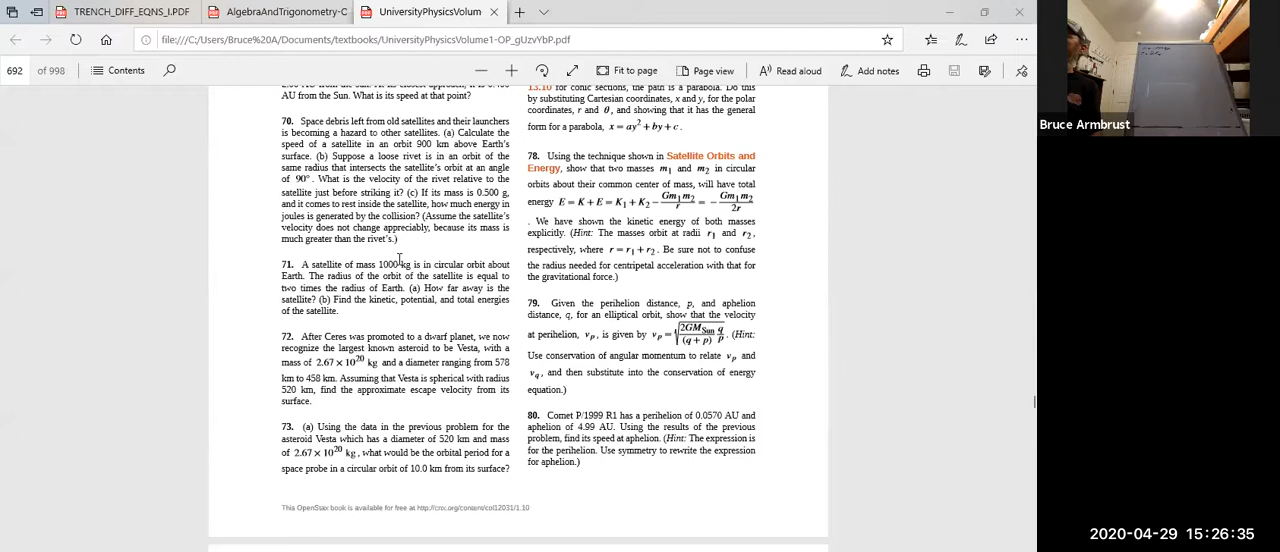 TRENCH_DIFF_EQNS_I.PDF
AlgebraAndTrigonometry-C
UniversityPhysicsVolum
file:///C:/Users/Bruce%20A/Documents/textbooks/UniversityPhysicsVolume1-OP_gUzvYbP.pdf
692 of 998
Contents
Fit to page
Page view
Read aloud
Add notes
AU from the Sun. What is its speed at that point?
70. Space debris left from old satellites and their launchers
is becoming a hazard to other satellites. (a) Calculate the
speed of a satellite in an orbit 900 km above Earth's
surface. (b) Suppose a loose rivet is in an orbit of the
same radius that intersects the satellite's orbit at an angle
of 90°. What is the velocity of the rivet relative to the
satellite just before striking it? (c) If its mass is 0.500 g,
and it comes to rest inside the satellite, how much energy in
joules is generated by the collision? (Assume the satellite's
velocity does not change appreciably, because its mass is
much greater than the rivet's.)
71. A satellite of mass 1000 kg is in circular orbit about
Earth. The radius of the orbit of the satellite is equal to
two times the radius of Earth. (a) How far away is the
satellite? (b) Find the kinetic, potential, and total energies
of the satellite.
72. After Ceres was promoted to a dwarf planet, we now
recognize the largest known asteroid to be Vesta, with a
mass of 2.67 × 10²⁰ kg and a diameter ranging from 578
km to 458 km. Assuming that Vesta is spherical with radius
520 km, find the approximate escape velocity from its
surface.
73. (a) Using the data in the previous problem for the
asteroid Vesta which has a diameter of 520 km and mass
of 2.67 × 10²⁰ kg, what would be the orbital period for a
space probe in a circular orbit of 10.0 km from its surface?
13.10 for conic sections, the path is a parabola. Do this
by substituting Cartesian coordinates, x and y, for the polar
coordinates, r and θ, and showing that it has the general
form for a parabola, x = ay² + by + c.
78. Using the technique shown in Satellite Orbits and
Energy, show that two masses m₁ and m₂ in circular
orbits about their common center of mass, will have total
energy E = K + E = K₁ + K₂ − Gm₁m₂/r = − Gm₁m₂/2r
. We have shown the kinetic energy of both masses
explicitly. (Hint: The masses orbit at radii r₁ and r₂,
respectively, where r = r₁ + r₂. Be sure not to confuse
the radius needed for centripetal acceleration with that for
the gravitational force.)
79. Given the perihelion distance, p, and aphelion
distance, q, for an elliptical orbit, show that the velocity
at perihelion, vₚ, is given by vₚ = √(2GM_Sun/(q + p) q/p). (Hint:
Use conservation of angular momentum to relate vₚ and
v_q, and then substitute into the conservation of energy
equation.)
80. Comet P/1999 R1 has a perihelion of 0.0570 AU and
aphelion of 4.99 AU. Using the results of the previous
problem, find its speed at aphelion. (Hint: The expression is
for the perihelion. Use symmetry to rewrite the expression
for aphelion.)
This OpenStax book is available for free at http://cnx.org/content/col12031/1.10
Bruce Armbrust
2020-04-29 15:26:35